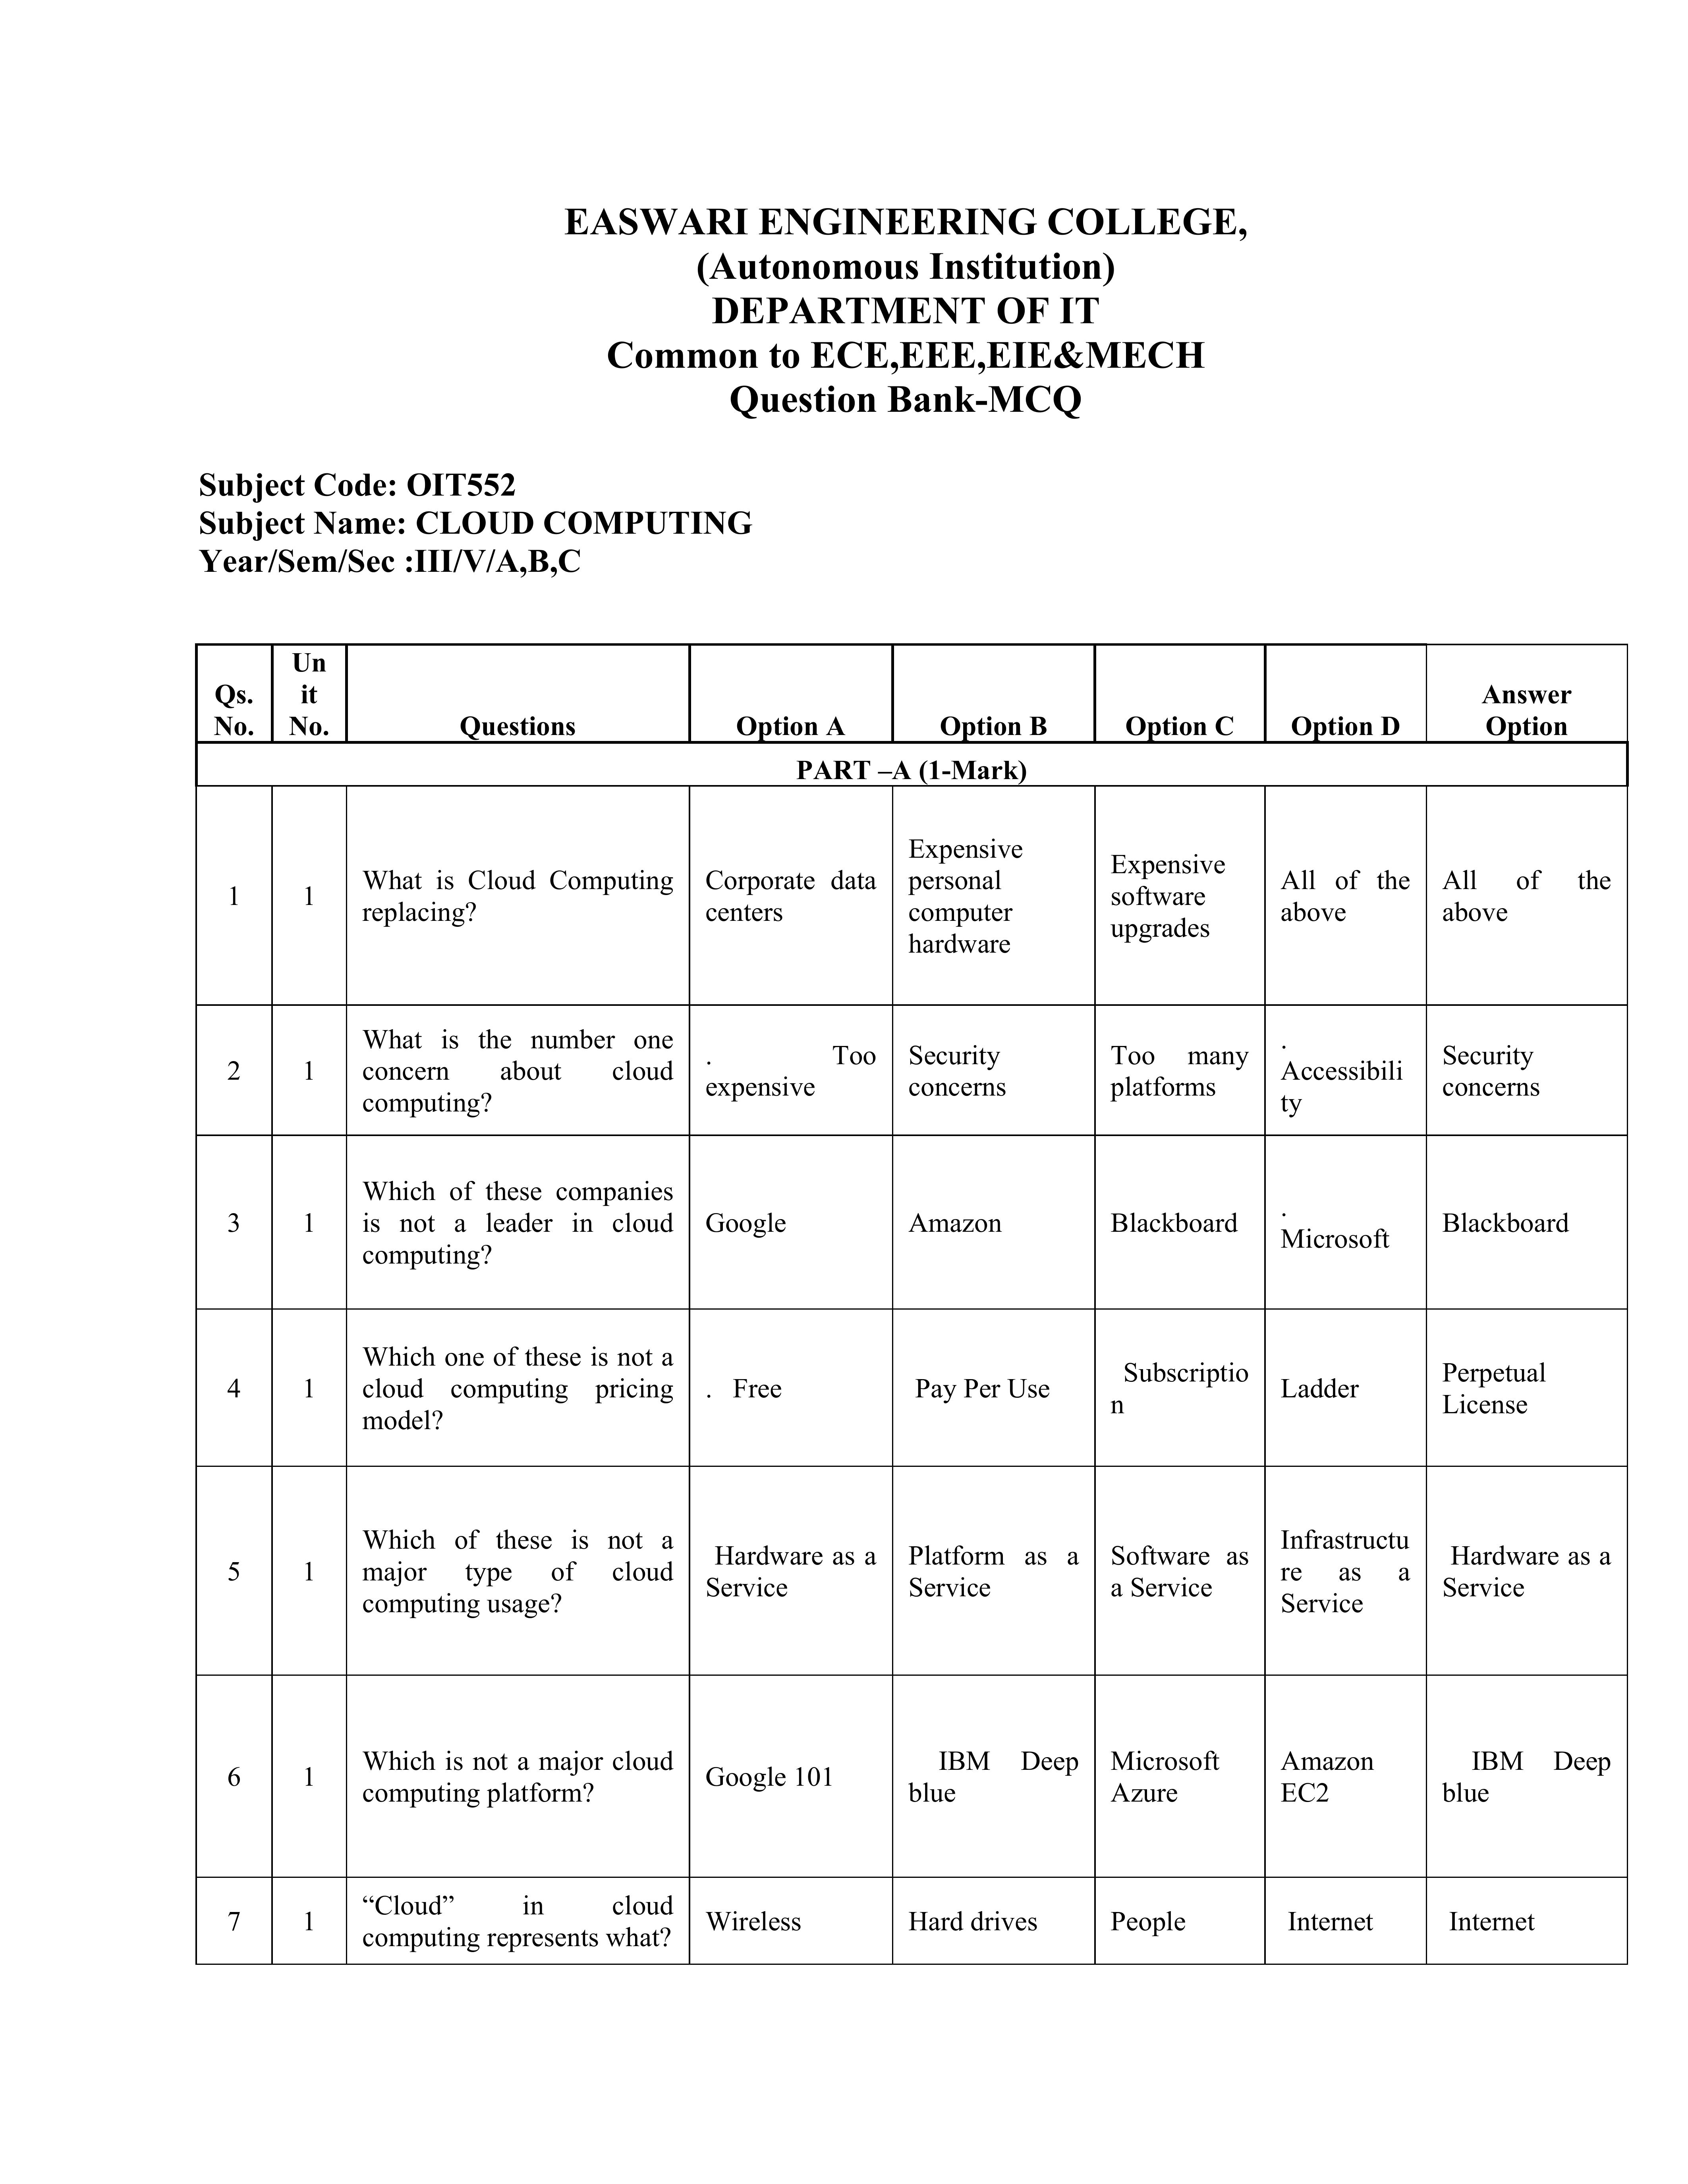 EASWARI ENGINEERING COLLEGE,
(Autonomous Institution)
DEPARTMENT OF IT
Common to ECE,EEE,EIE&MECH
Question Bank-MCQ
Subject Code: OIT552
Subject Name: CLOUD COMPUTING
Year/Sem/Sec :III/V/A,B,C
Qs.
No.
Un
it
No.
Questions
Option A
Option B
Option C
Option D
Answer
Option
PART –A (1-Mark)
1
1
What is Cloud Computing
replacing?
Corporate data
centers
Expensive
personal
computer
hardware
Expensive
software
upgrades
All of the
above
All of the
above
2
1
What is the number one
concern about cloud
computing?
. Too
expensive
Security
concerns
Too many
platforms
.
Accessibili
ty
Security
concerns
3
1
Which of these companies
is not a leader in cloud
computing?
Google
Amazon
Blackboard
.
Microsoft
Blackboard
4
1
Which one of these is not a
cloud computing pricing
model?
. Free
Pay Per Use
Subscriptio
n
Ladder
Perpetual
License
5
1
Which of these is not a
major type of cloud
computing usage?
Hardware as a
Service
Platform as a
Service
Software as
a Service
Infrastructu
re as a
Service
Hardware as a
Service
6
1
Which is not a major cloud
computing platform?
Google 101
IBM Deep
blue
Microsoft
Azure
Amazon
EC2
IBM Deep
blue
7
1
“Cloud” in cloud
computing represents what?
Wireless
Hard drives
People
Internet
Internet